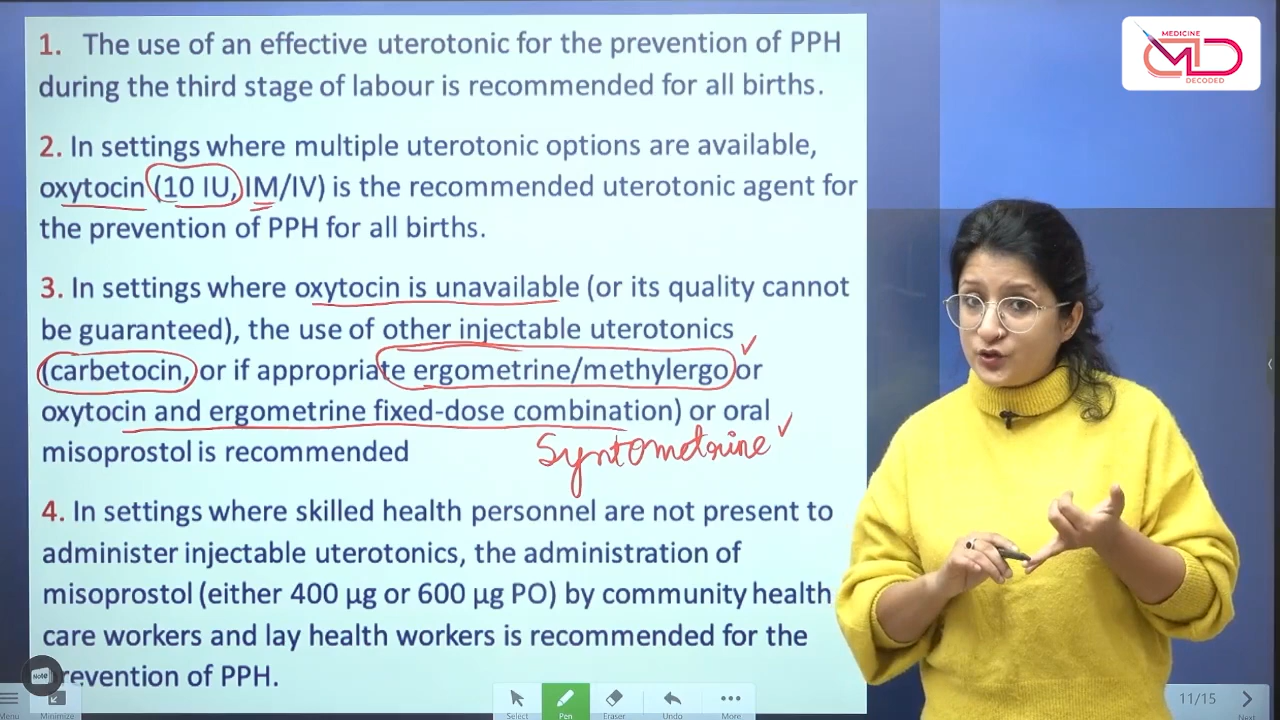 1. The use of an effective uterotonic for the prevention of PPH
during the third stage of labour is recommended for all births.
2. In settings where multiple uterotonic options are available,
oxytocin (10 IU, IM/IV) is the recommended uterotonic agent for
the prevention of PPH for all births.
3. In settings where oxytocin is unavailable (or its quality cannot
be guaranteed), the use of other injectable uterotonics
(carbetocin, or if appropriate ergometrine/methylergo or
oxytocin and ergometrine fixed-dose combination) or oral
misoprostol is recommended
Syntometrine
4. In settings where skilled health personnel are not present to
administer injectable uterotonics, the administration of
misoprostol (either 400 µg or 600 µg PO) by community health
care workers and lay health workers is recommended for the
prevention of PPH.
MEDICINE
MD
DECODED
Note
Menu
Minimize
Select
Pen
Eraser
Undo
More
11/15
Next